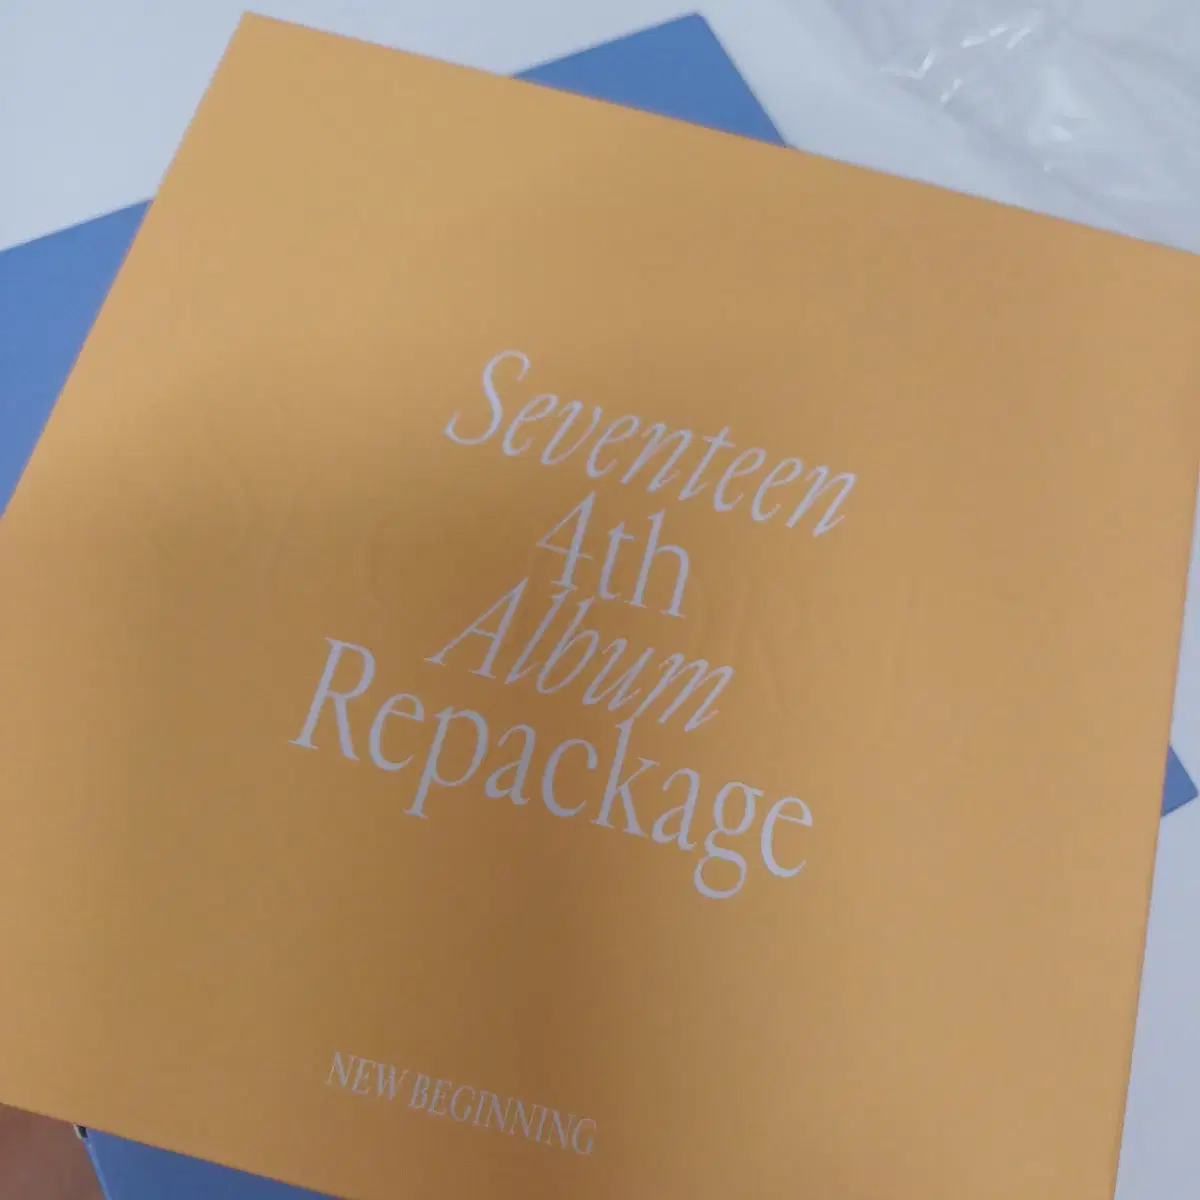 Seventeen
4th
Album
Repackage
NEW BEGINNING